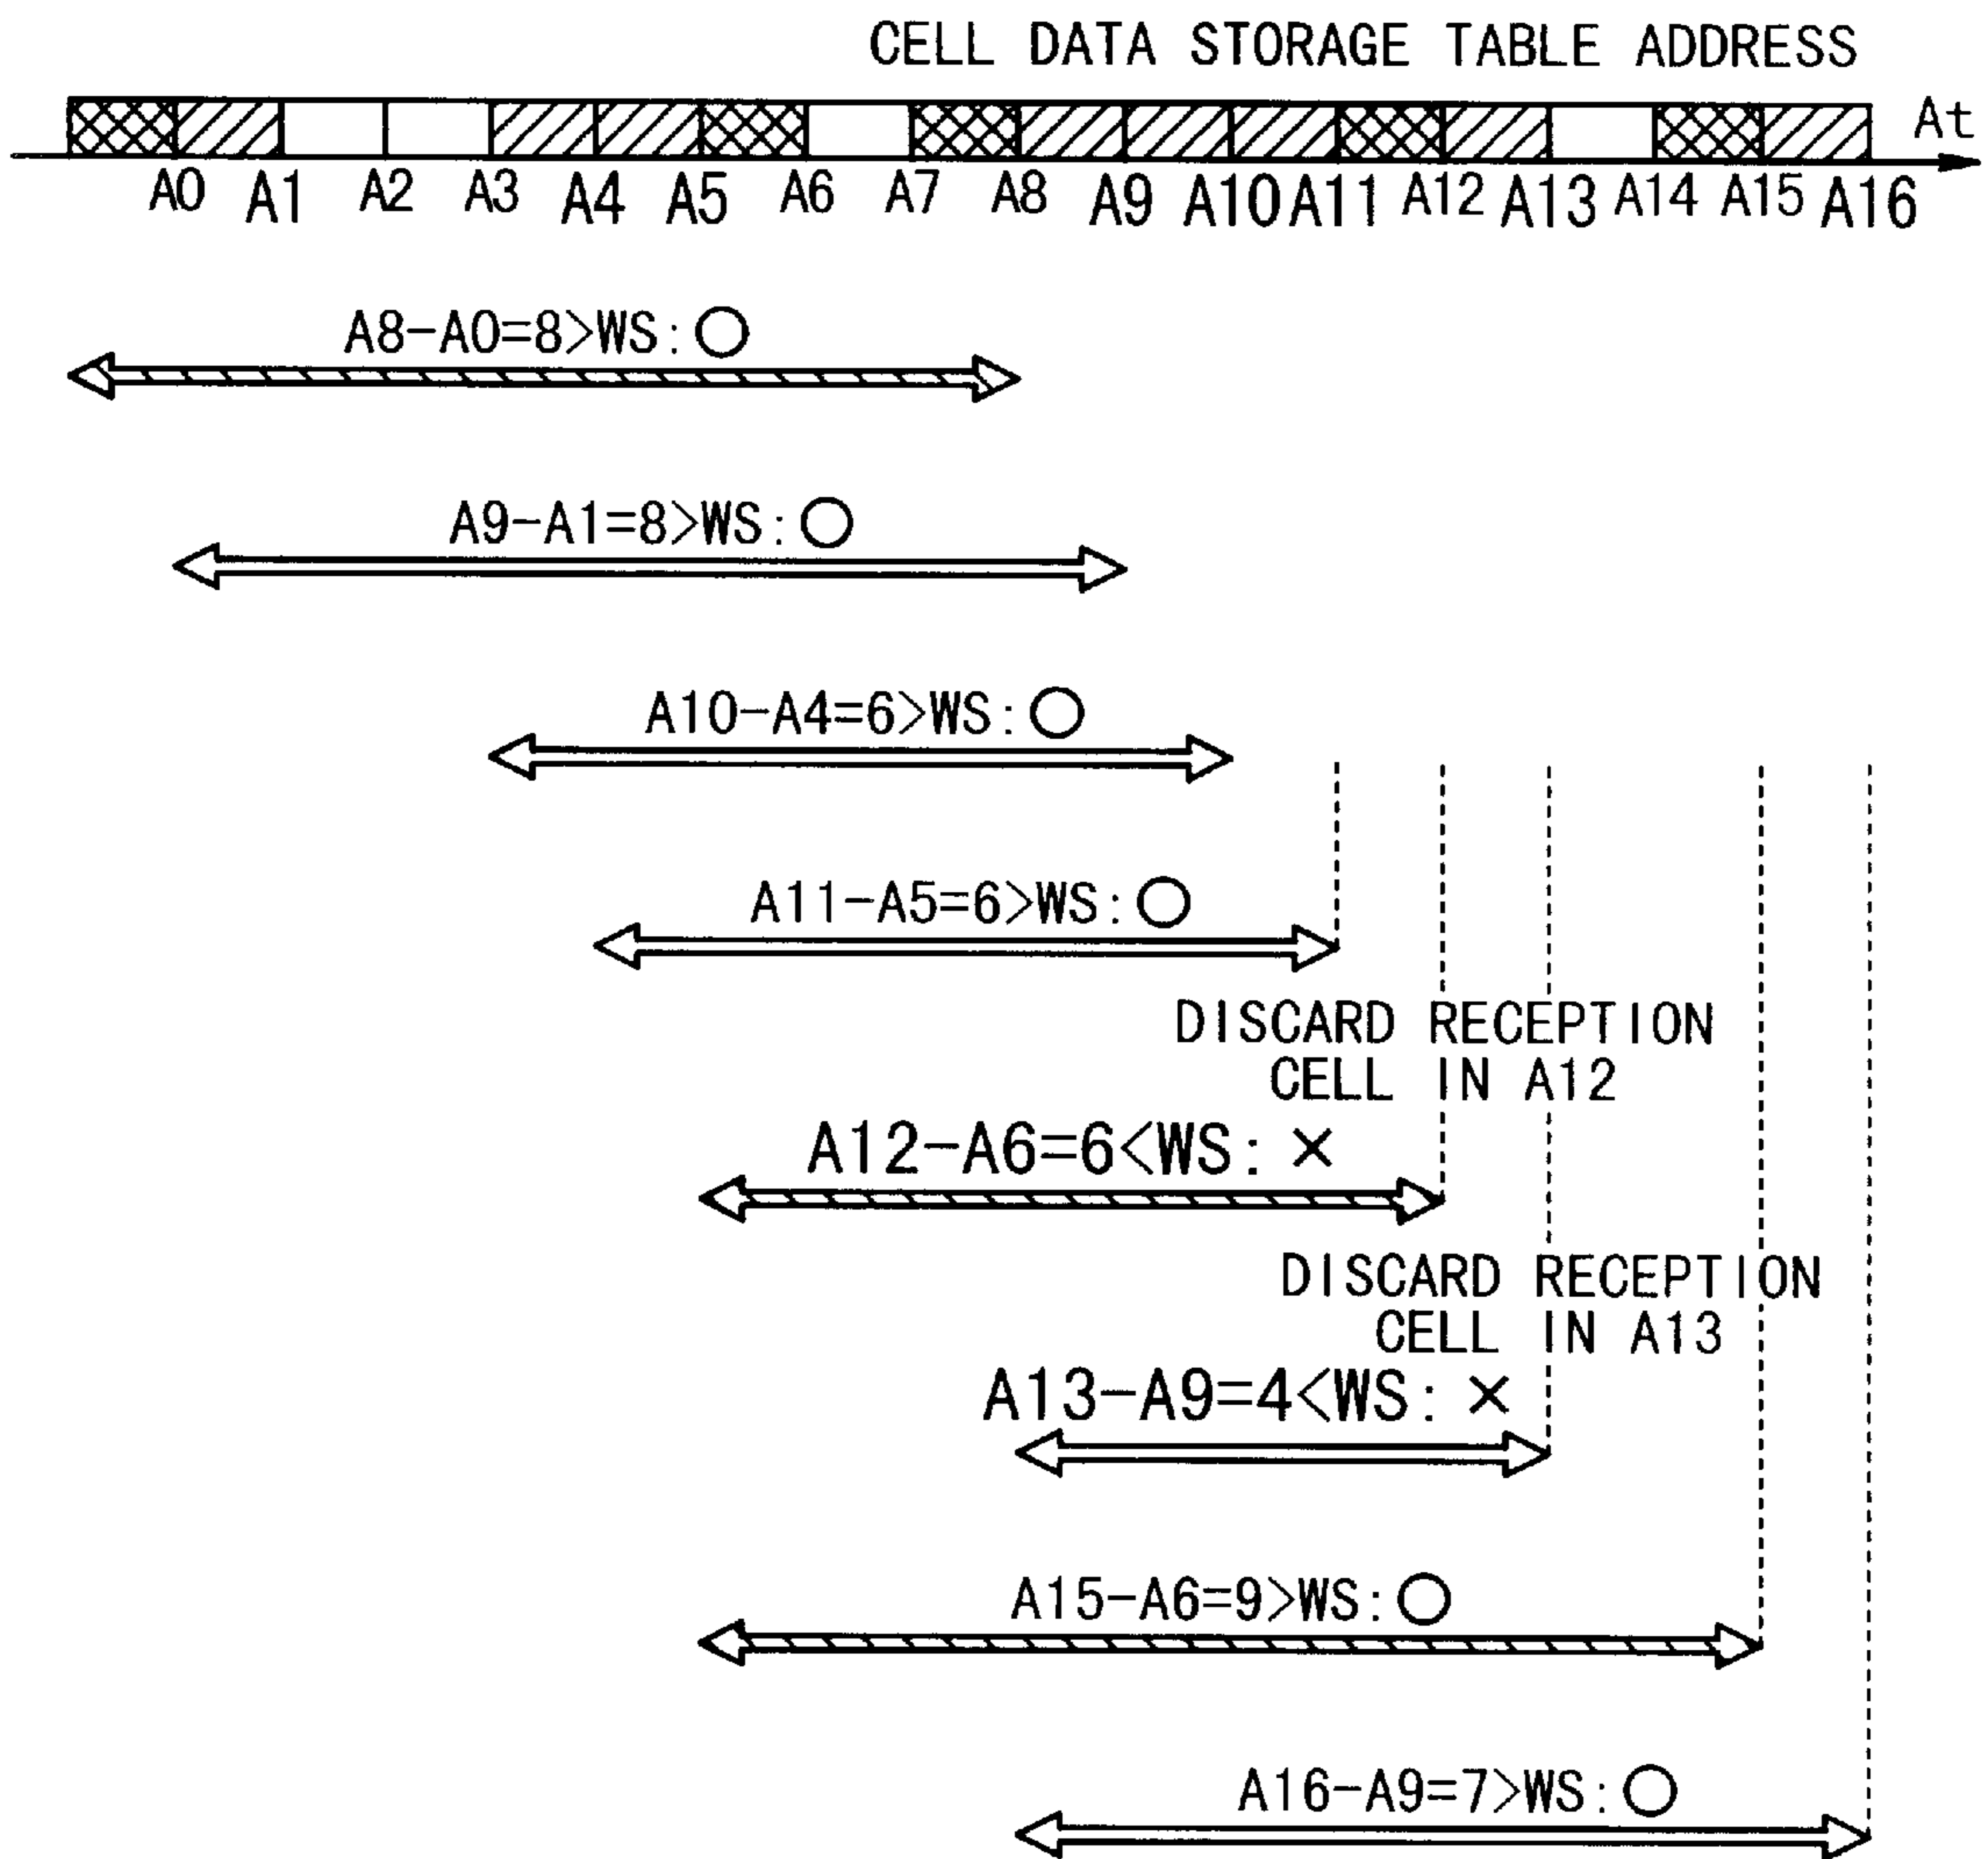 CELL DATA STORAGE TABLE ADDRESS
At
A0 A1 A2 A3 A4 A5 A6 A7 A8 A9 A10 A11 A12 A13 A14 A15 A16
A8-A0=8>WS:○
A9-A1=8>WS:○
A10-A4=6>WS:○
A11-A5=6>WS:○
DISCARD RECEPTION
CELL IN A12
A12-A6=6<WS: ×
DISCARD RECEPTION
CELL IN A13
A13-A9=4<WS: ×
A15-A6=9>WS:○
A16-A9=7>WS:○